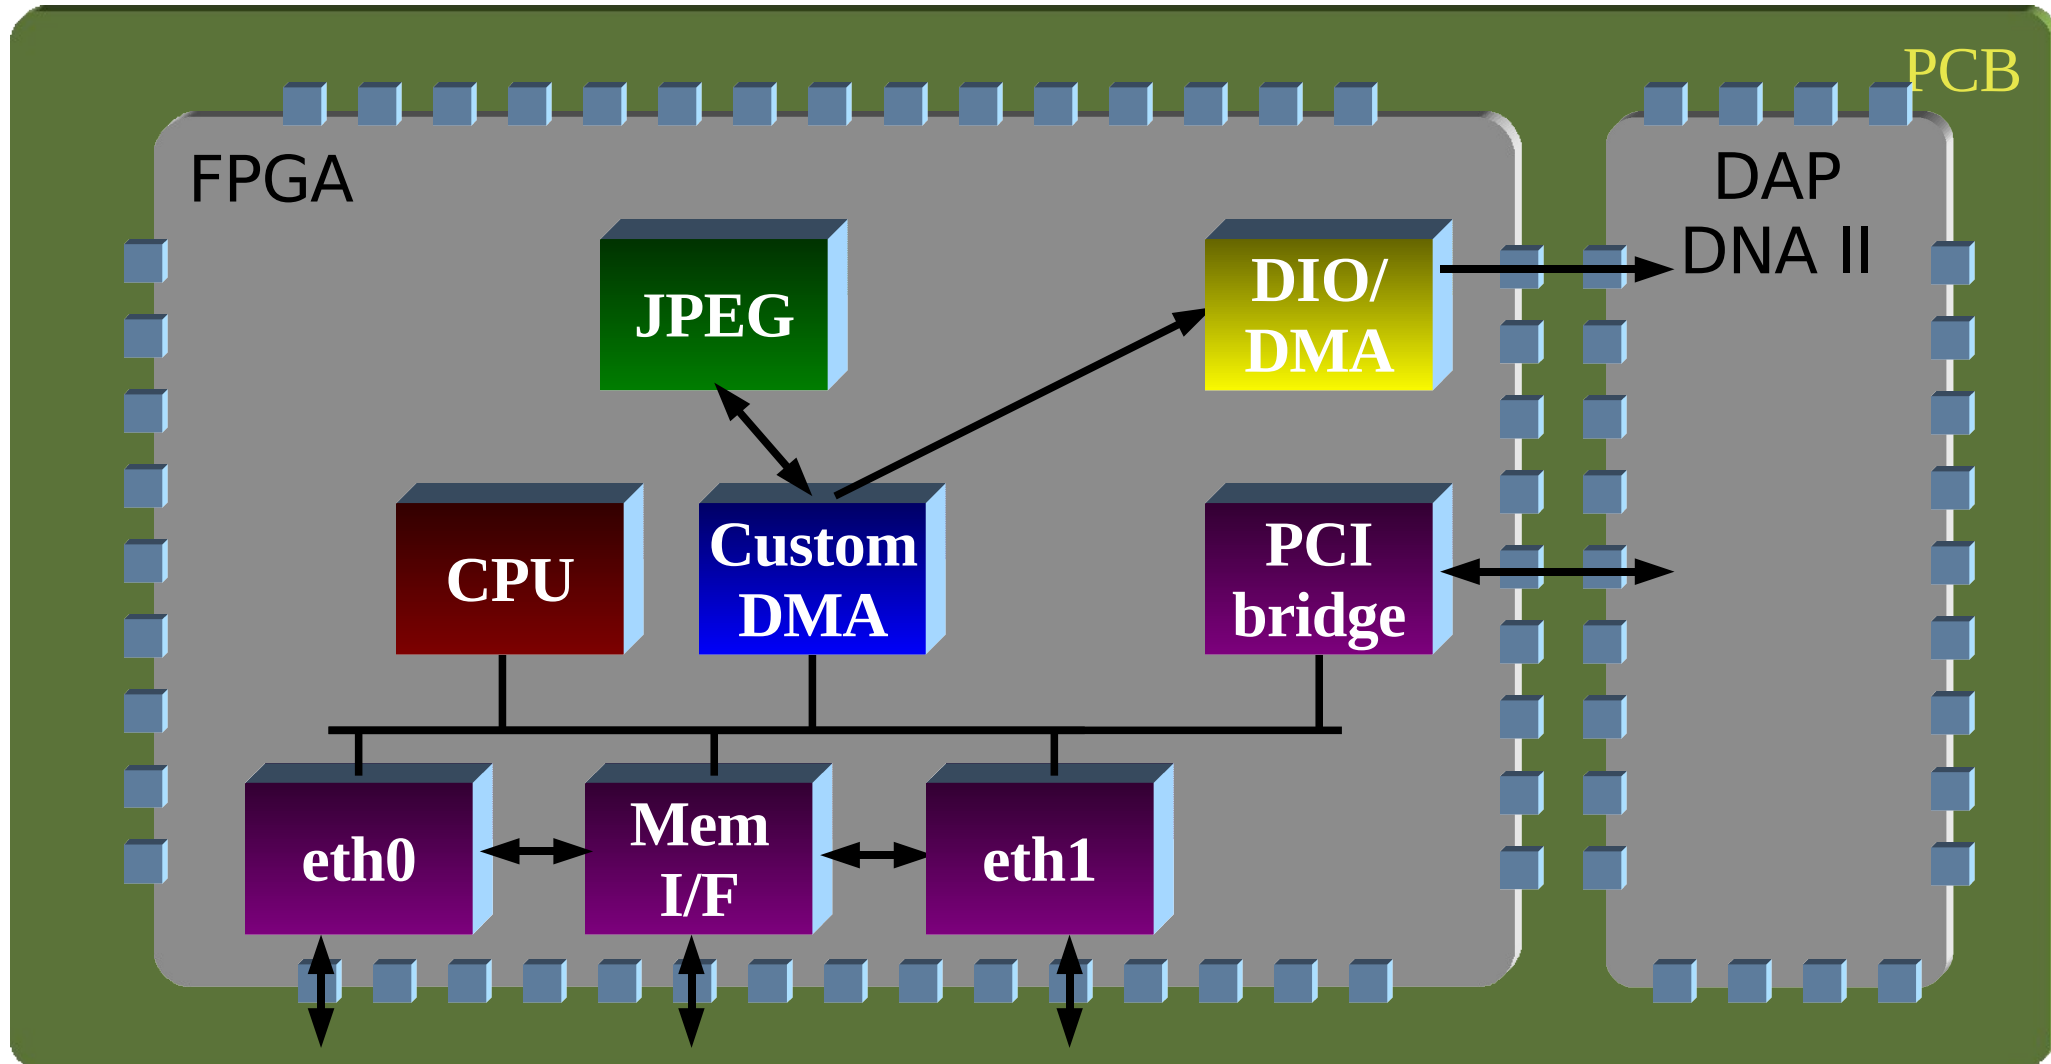 PCB
FPGA
DAP
DNA II
JPEG
DIO/
DMA
CPU
Custom
DMA
PCI
bridge
eth0
Mem
I/F
eth1